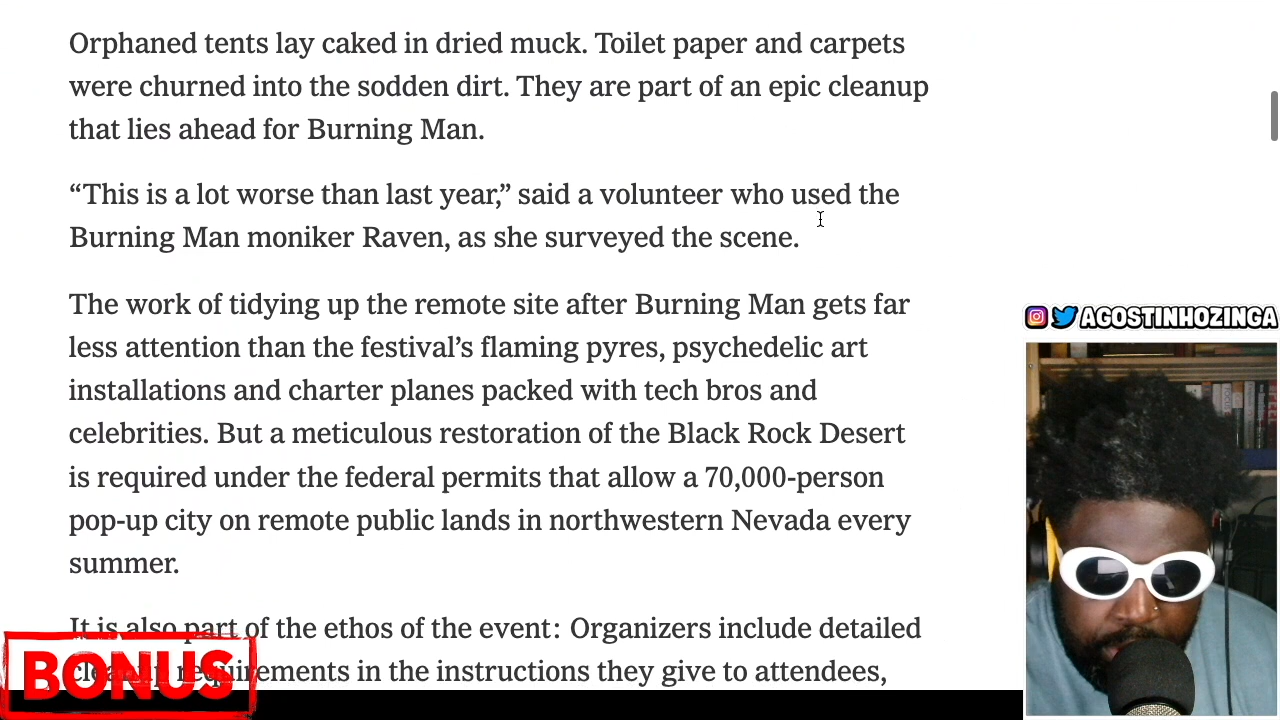 Orphaned tents lay caked in dried muck. Toilet paper and carpets
were churned into the sodden dirt. They are part of an epic cleanup
that lies ahead for Burning Man.
“This is a lot worse than last year,” said a volunteer who used the
Burning Man moniker Raven, as she surveyed the scene.
The work of tidying up the remote site after Burning Man gets far
less attention than the festival’s flaming pyres, psychedelic art
installations and charter planes packed with tech bros and
celebrities. But a meticulous restoration of the Black Rock Desert
is required under the federal permits that allow a 70,000-person
pop-up city on remote public lands in northwestern Nevada every
summer.
It is also part of the ethos of the event: Organizers include detailed
cleanup requirements in the instructions they give to attendees,
AGOSTINHOZINGA
BONUS